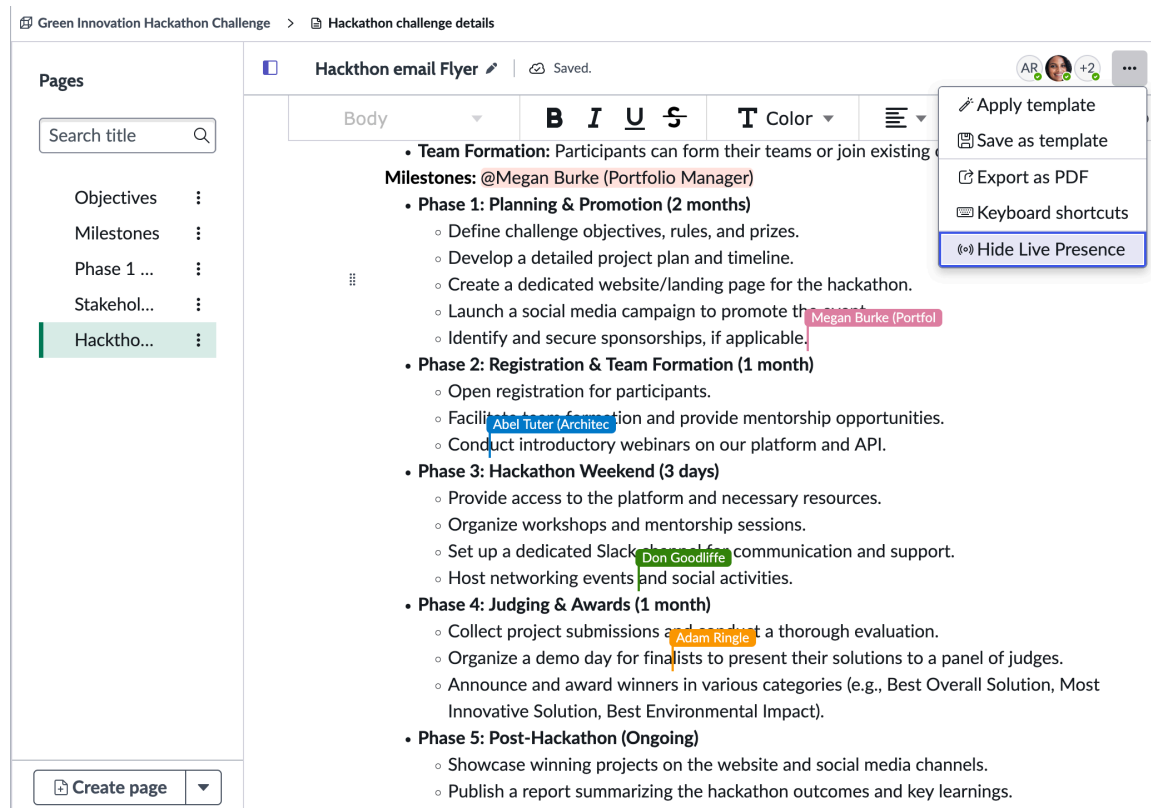 Green Innovation Hackathon Challenge > Hackathon challenge details
Pages
Search title
Objectives
Milestones
Phase 1 ...
Stakehol...
Hacktho...
Create page
Hackthon email Flyer
Saved.
AR
+2
...
Body
B I U S
T Color
Apply template
Save as template
Export as PDF
Keyboard shortcuts
Hide Live Presence
• Team Formation: Participants can form their teams or join existing
Milestones: @Megan Burke (Portfolio Manager)
• Phase 1: Planning & Promotion (2 months)
◦ Define challenge objectives, rules, and prizes.
◦ Develop a detailed project plan and timeline.
◦ Create a dedicated website/landing page for the hackathon.
◦ Launch a social media campaign to promote the event.
Megan Burke (Portfol
◦ Identify and secure sponsorships, if applicable.
• Phase 2: Registration & Team Formation (1 month)
◦ Open registration for participants.
◦ Facilitate team formation and provide mentorship opportunities.
Abel Tuter (Architec
◦ Conduct introductory webinars on our platform and API.
• Phase 3: Hackathon Weekend (3 days)
◦ Provide access to the platform and necessary resources.
◦ Organize workshops and mentorship sessions.
◦ Set up a dedicated Slack channel for communication and support.
Don Goodliffe
◦ Host networking events and social activities.
• Phase 4: Judging & Awards (1 month)
◦ Collect project submissions and conduct a thorough evaluation.
Adam Ringle
◦ Organize a demo day for finalists to present their solutions to a panel of judges.
◦ Announce and award winners in various categories (e.g., Best Overall Solution, Most
Innovative Solution, Best Environmental Impact).
• Phase 5: Post-Hackathon (Ongoing)
◦ Showcase winning projects on the website and social media channels.
◦ Publish a report summarizing the hackathon outcomes and key learnings.